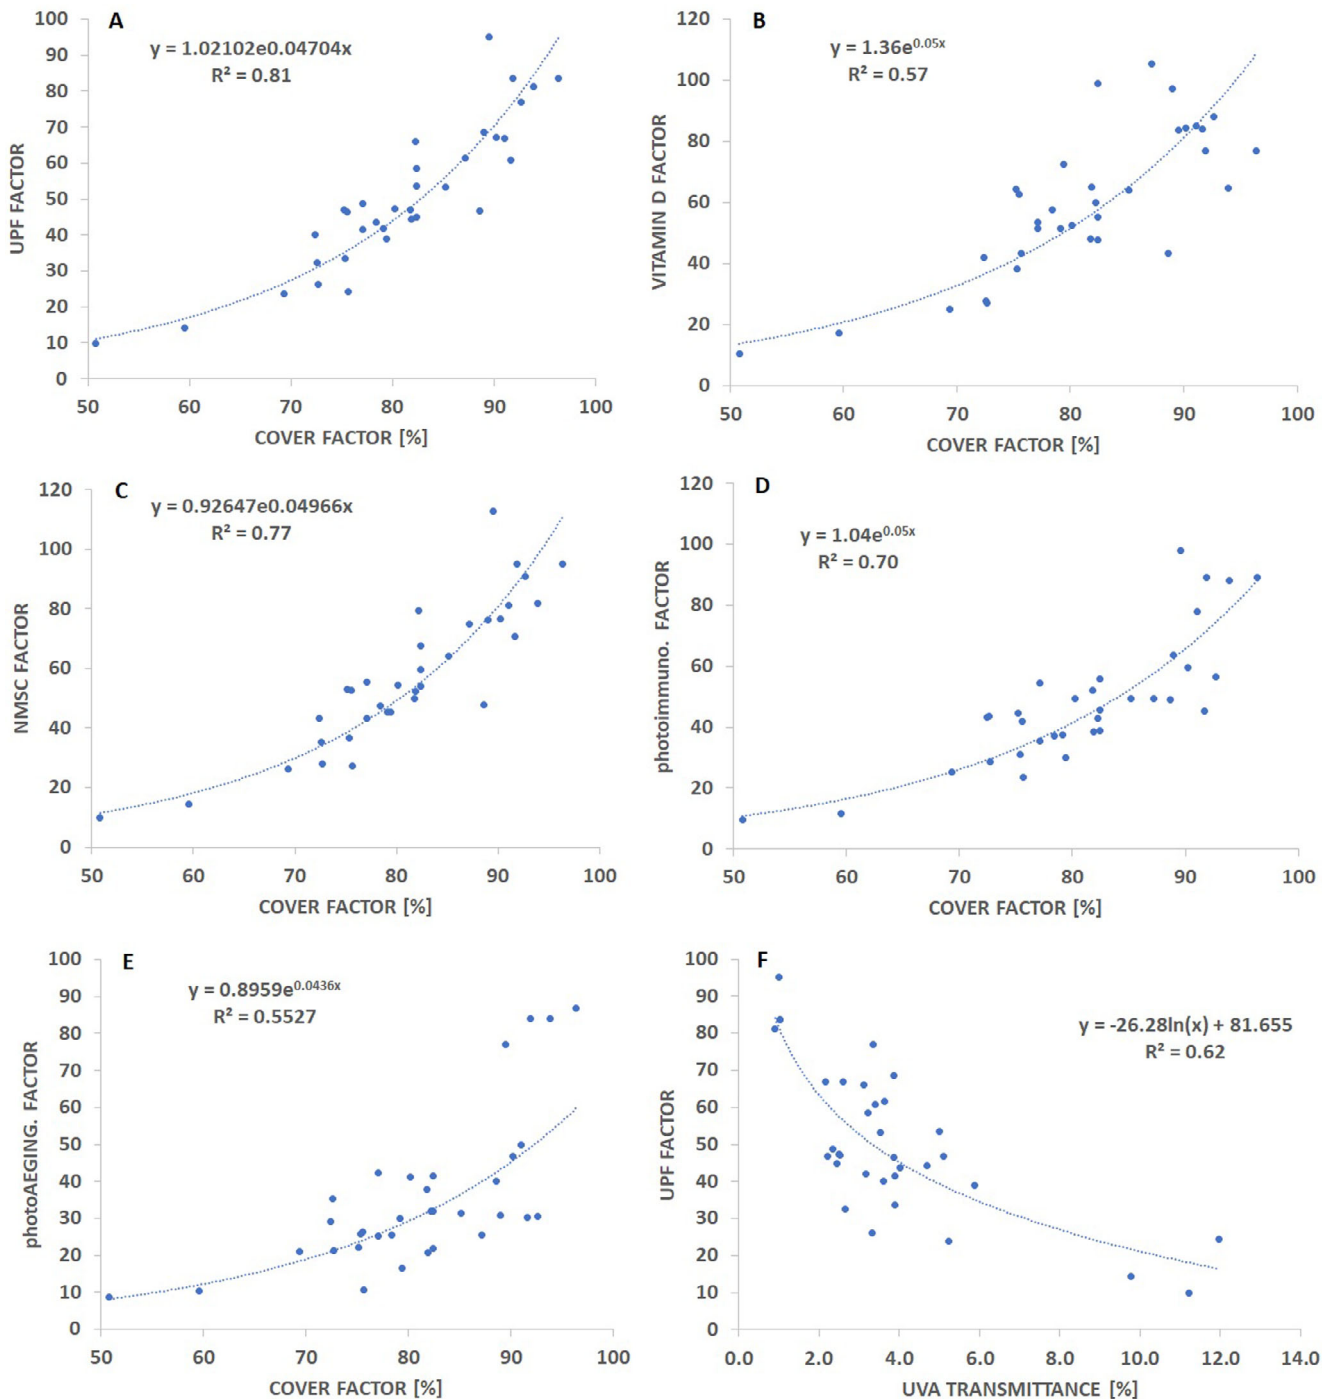 A
y = 1.02102e0.04704x
R² = 0.81
UPF FACTOR
100
90
80
70
60
50
40
30
20
10
0
50 60 70 80 90 100
COVER FACTOR [%]
B
y = 1.36e^0.05x
R² = 0.57
VITAMIN D FACTOR
120
100
80
60
40
20
0
50 60 70 80 90 100
COVER FACTOR [%]
C
y = 0.92647e0.04966x
R² = 0.77
NMSC FACTOR
120
100
80
60
40
20
0
50 60 70 80 90 100
COVER FACTOR [%]
D
y = 1.04e^0.05x
R² = 0.70
photoimmuno. FACTOR
120
100
80
60
40
20
0
50 60 70 80 90 100
COVER FACTOR [%]
E
y = 0.8959e^0.0436x
R² = 0.5527
photoAEGING. FACTOR
100
90
80
70
60
50
40
30
20
10
0
50 60 70 80 90 100
COVER FACTOR [%]
F
y = -26.28ln(x) + 81.655
R² = 0.62
UPF FACTOR
100
90
80
70
60
50
40
30
20
10
0
0.0 2.0 4.0 6.0 8.0 10.0 12.0 14.0
UVA TRANSMITTANCE [%]